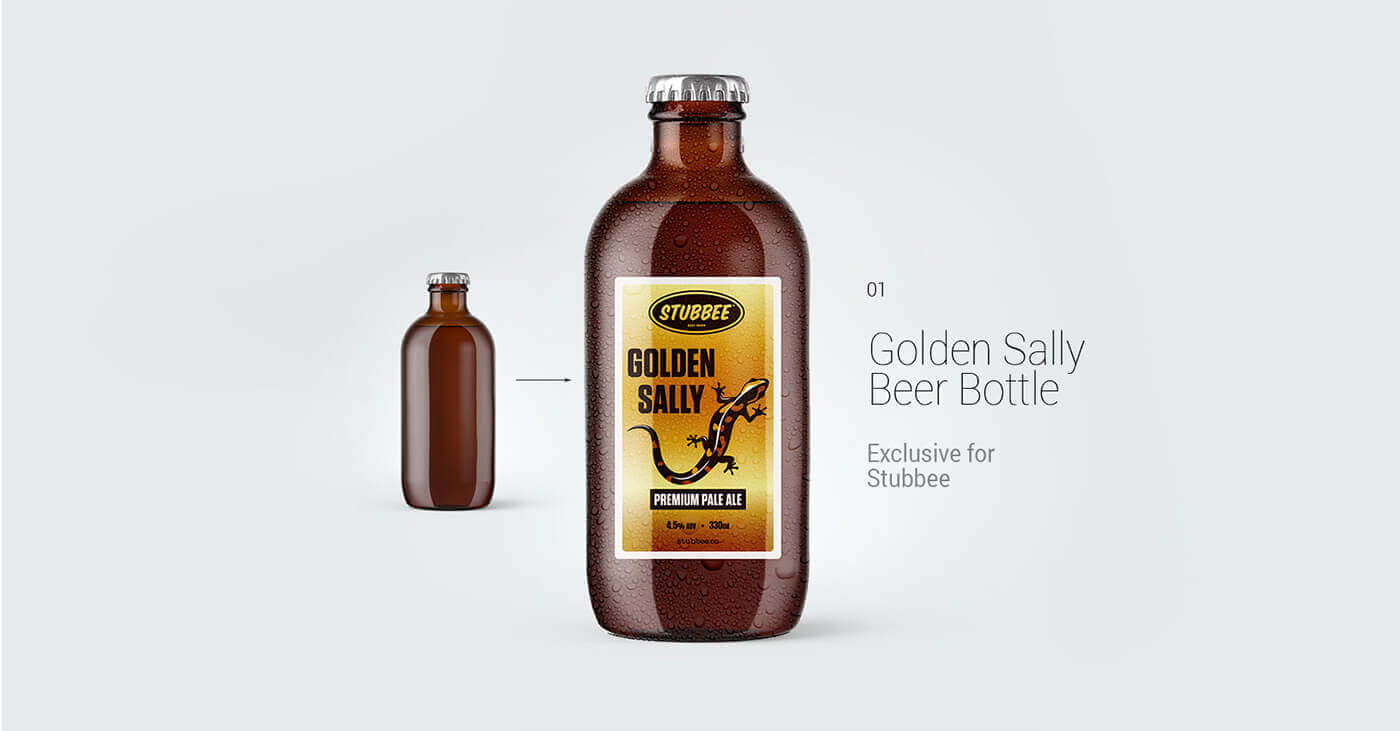 STUBBEE
GOLDEN
SALLY
PREMIUM PALE ALE
4.5% ABV • 330ml
stubbee.co
01
Golden Sally
Beer Bottle
Exclusive for
Stubbee